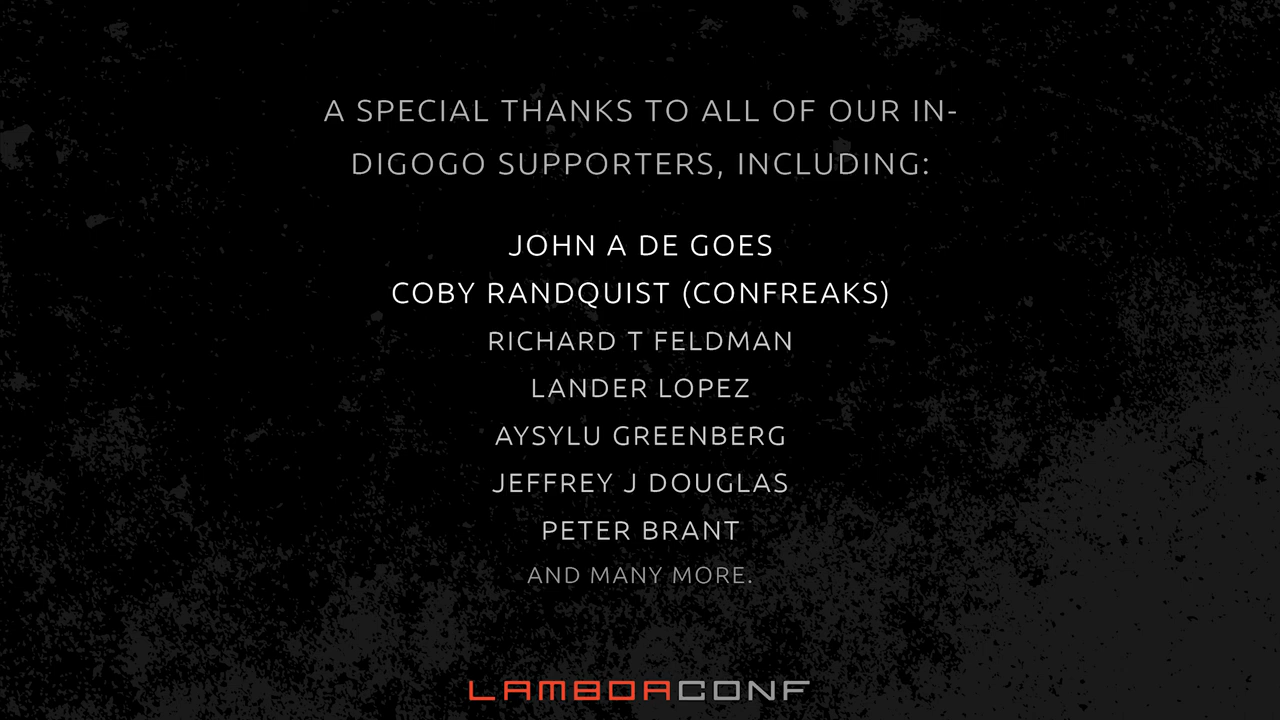 A SPECIAL THANKS TO ALL OF OUR IN-
DIGOGO SUPPORTERS, INCLUDING:
JOHN A DE GOES
COBY RANDQUIST (CONFREAKS)
RICHARD T FELDMAN
LANDER LOPEZ
AYSYLU GREENBERG
JEFFREY J DOUGLAS
PETER BRANT
AND MANY MORE.
LAMBDACONF